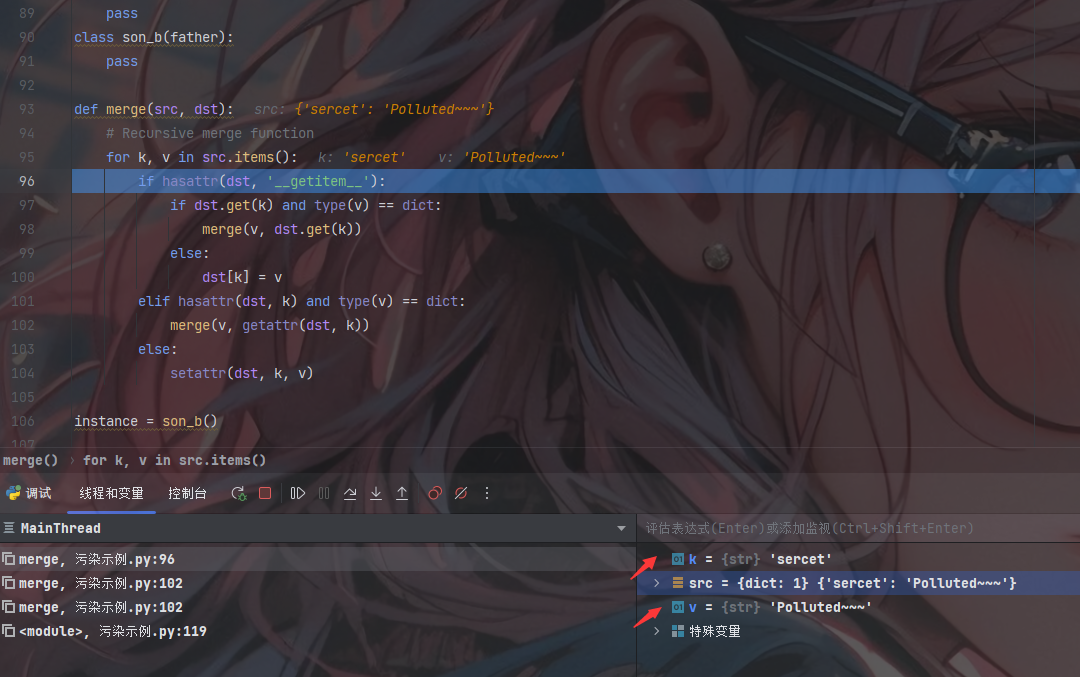 89 pass
90 class son_b(father):
91 pass
92
93 def merge(src, dst): src: {'sercet': 'Polluted~~~'}
94 # Recursive merge function
95 for k, v in src.items(): k: 'sercet' v: 'Polluted~~~'
96 if hasattr(dst, '__getitem__'):
97 if dst.get(k) and type(v) == dict:
98 merge(v, dst.get(k))
99 else:
100 dst[k] = v
101 elif hasattr(dst, k) and type(v) == dict:
102 merge(v, getattr(dst, k))
103 else:
104 setattr(dst, k, v)
105
106 instance = son_b()
107
merge() › for k, v in src.items()
调试 线程和变量 控制台
MainThread
评估表达式(Enter)或添加监视(Ctrl+Shift+Enter)
merge, 污染示例.py:96
merge, 污染示例.py:102
merge, 污染示例.py:102
<module>, 污染示例.py:119
01 k = {str} 'sercet'
src = {dict: 1} {'sercet': 'Polluted~~~'}
01 v = {str} 'Polluted~~~'
特殊变量